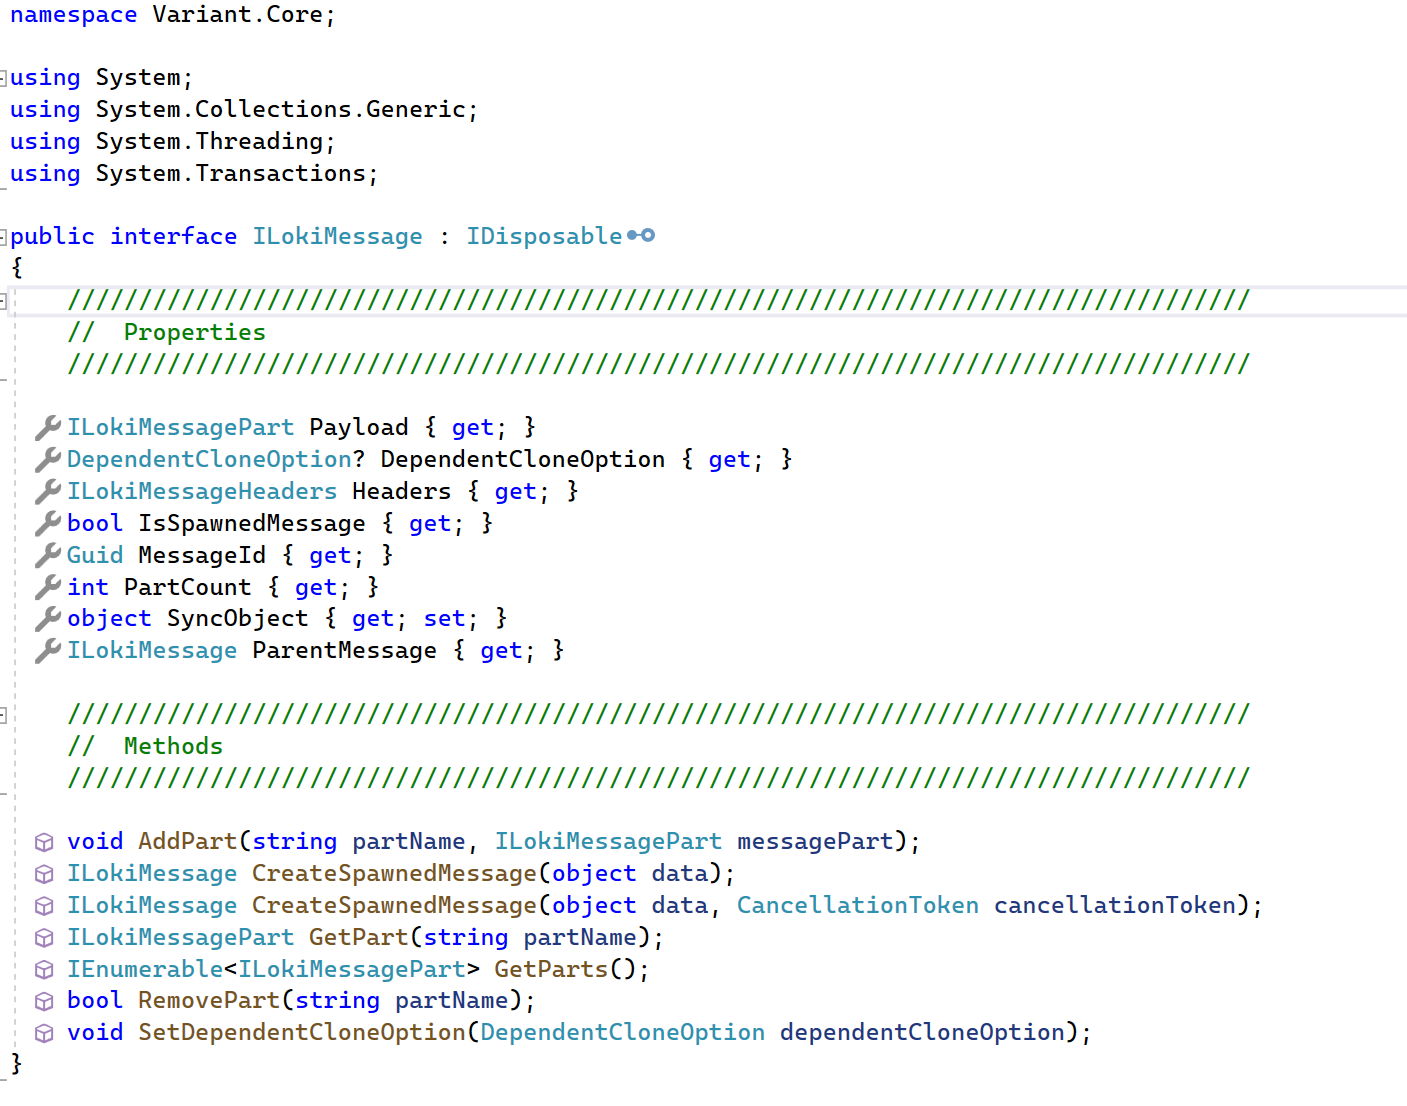 namespace Variant.Core;
using System;
using System.Collections.Generic;
using System.Threading;
using System.Transactions;
public interface ILokiMessage : IDisposable
{
///////////////////////////////////////////////////////////////////////////////////
//  Properties
///////////////////////////////////////////////////////////////////////////////////
ILokiMessagePart Payload { get; }
DependentCloneOption? DependentCloneOption { get; }
ILokiMessageHeaders Headers { get; }
bool IsSpawnedMessage { get; }
Guid MessageId { get; }
int PartCount { get; }
object SyncObject { get; set; }
ILokiMessage ParentMessage { get; }
///////////////////////////////////////////////////////////////////////////////////
//  Methods
///////////////////////////////////////////////////////////////////////////////////
void AddPart(string partName, ILokiMessagePart messagePart);
ILokiMessage CreateSpawnedMessage(object data);
ILokiMessage CreateSpawnedMessage(object data, CancellationToken cancellationToken);
ILokiMessagePart GetPart(string partName);
IEnumerable<ILokiMessagePart> GetParts();
bool RemovePart(string partName);
void SetDependentCloneOption(DependentCloneOption dependentCloneOption);
}